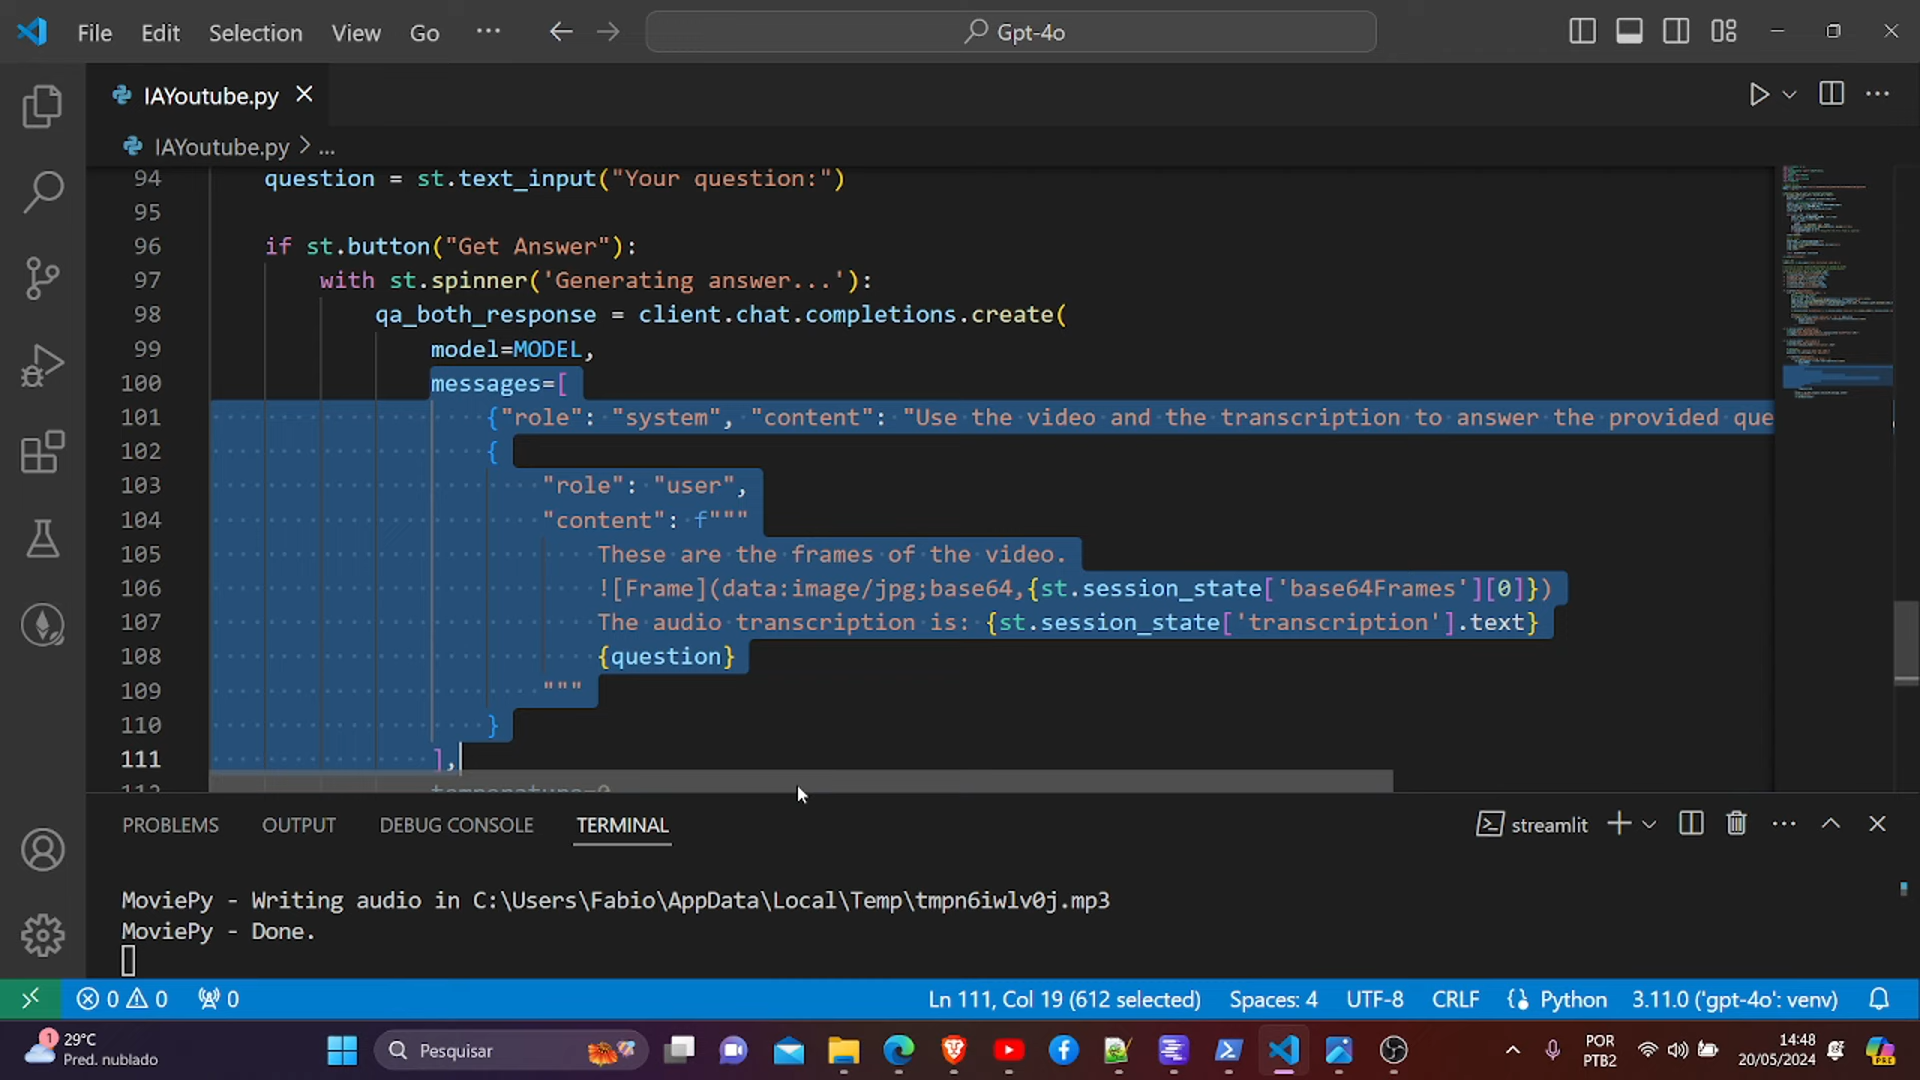 File Edit Selection View Go ··· Gpt-4o
IAYoutube.py
IAYoutube.py > ...
94 question = st.text_input("Your question:")
95
96 if st.button("Get Answer"):
97 with st.spinner('Generating answer...'):
98 qa_both_response = client.chat.completions.create(
99 model=MODEL,
100 messages=[
101 {"role": "system", "content": "Use the video and the transcription to answer the provided que
102 {
103 "role": "user",
104 "content": f"""
105 These are the frames of the video.
106 ![Frame](data:image/jpg;base64,{st.session_state['base64Frames'][0]})
107 The audio transcription is: {st.session_state['transcription'].text}
108 {question}
109 """
110 }
111 ],
112 temperature=0
PROBLEMS OUTPUT DEBUG CONSOLE TERMINAL streamlit
MoviePy - Writing audio in C:\Users\Fabio\AppData\Local\Temp\tmpn6iwlv0j.mp3
MoviePy - Done.
0 0 0 Ln 111, Col 19 (612 selected) Spaces: 4 UTF-8 CRLF Python 3.11.0 ('gpt-4o': venv)
1 29°C
Pred. nublado
Pesquisar
POR
PTB2
14:48
20/05/2024
PRE